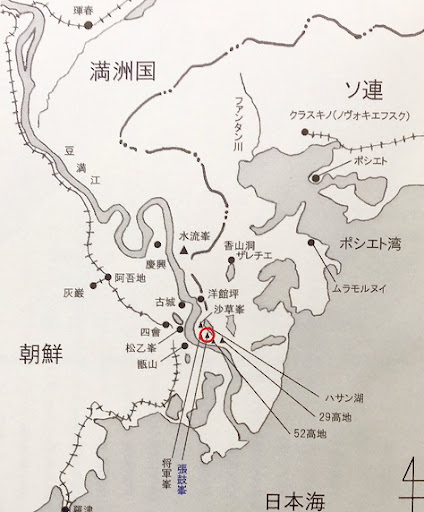 琿春
満洲国
ソ連
クラスキノ(ノヴォキエフスク)
ファンタン川
ポシエト
豆満江
水流峯
香山洞
ザレチエ
ポシエト湾
慶興
阿吾地
灰巌
洋館坪
ムラモルヌイ
古城
沙草峯
四會
松乙峯
甑山
朝鮮
ハサン湖
29高地
52高地
将軍峯
張鼓峯
羅津
日本海